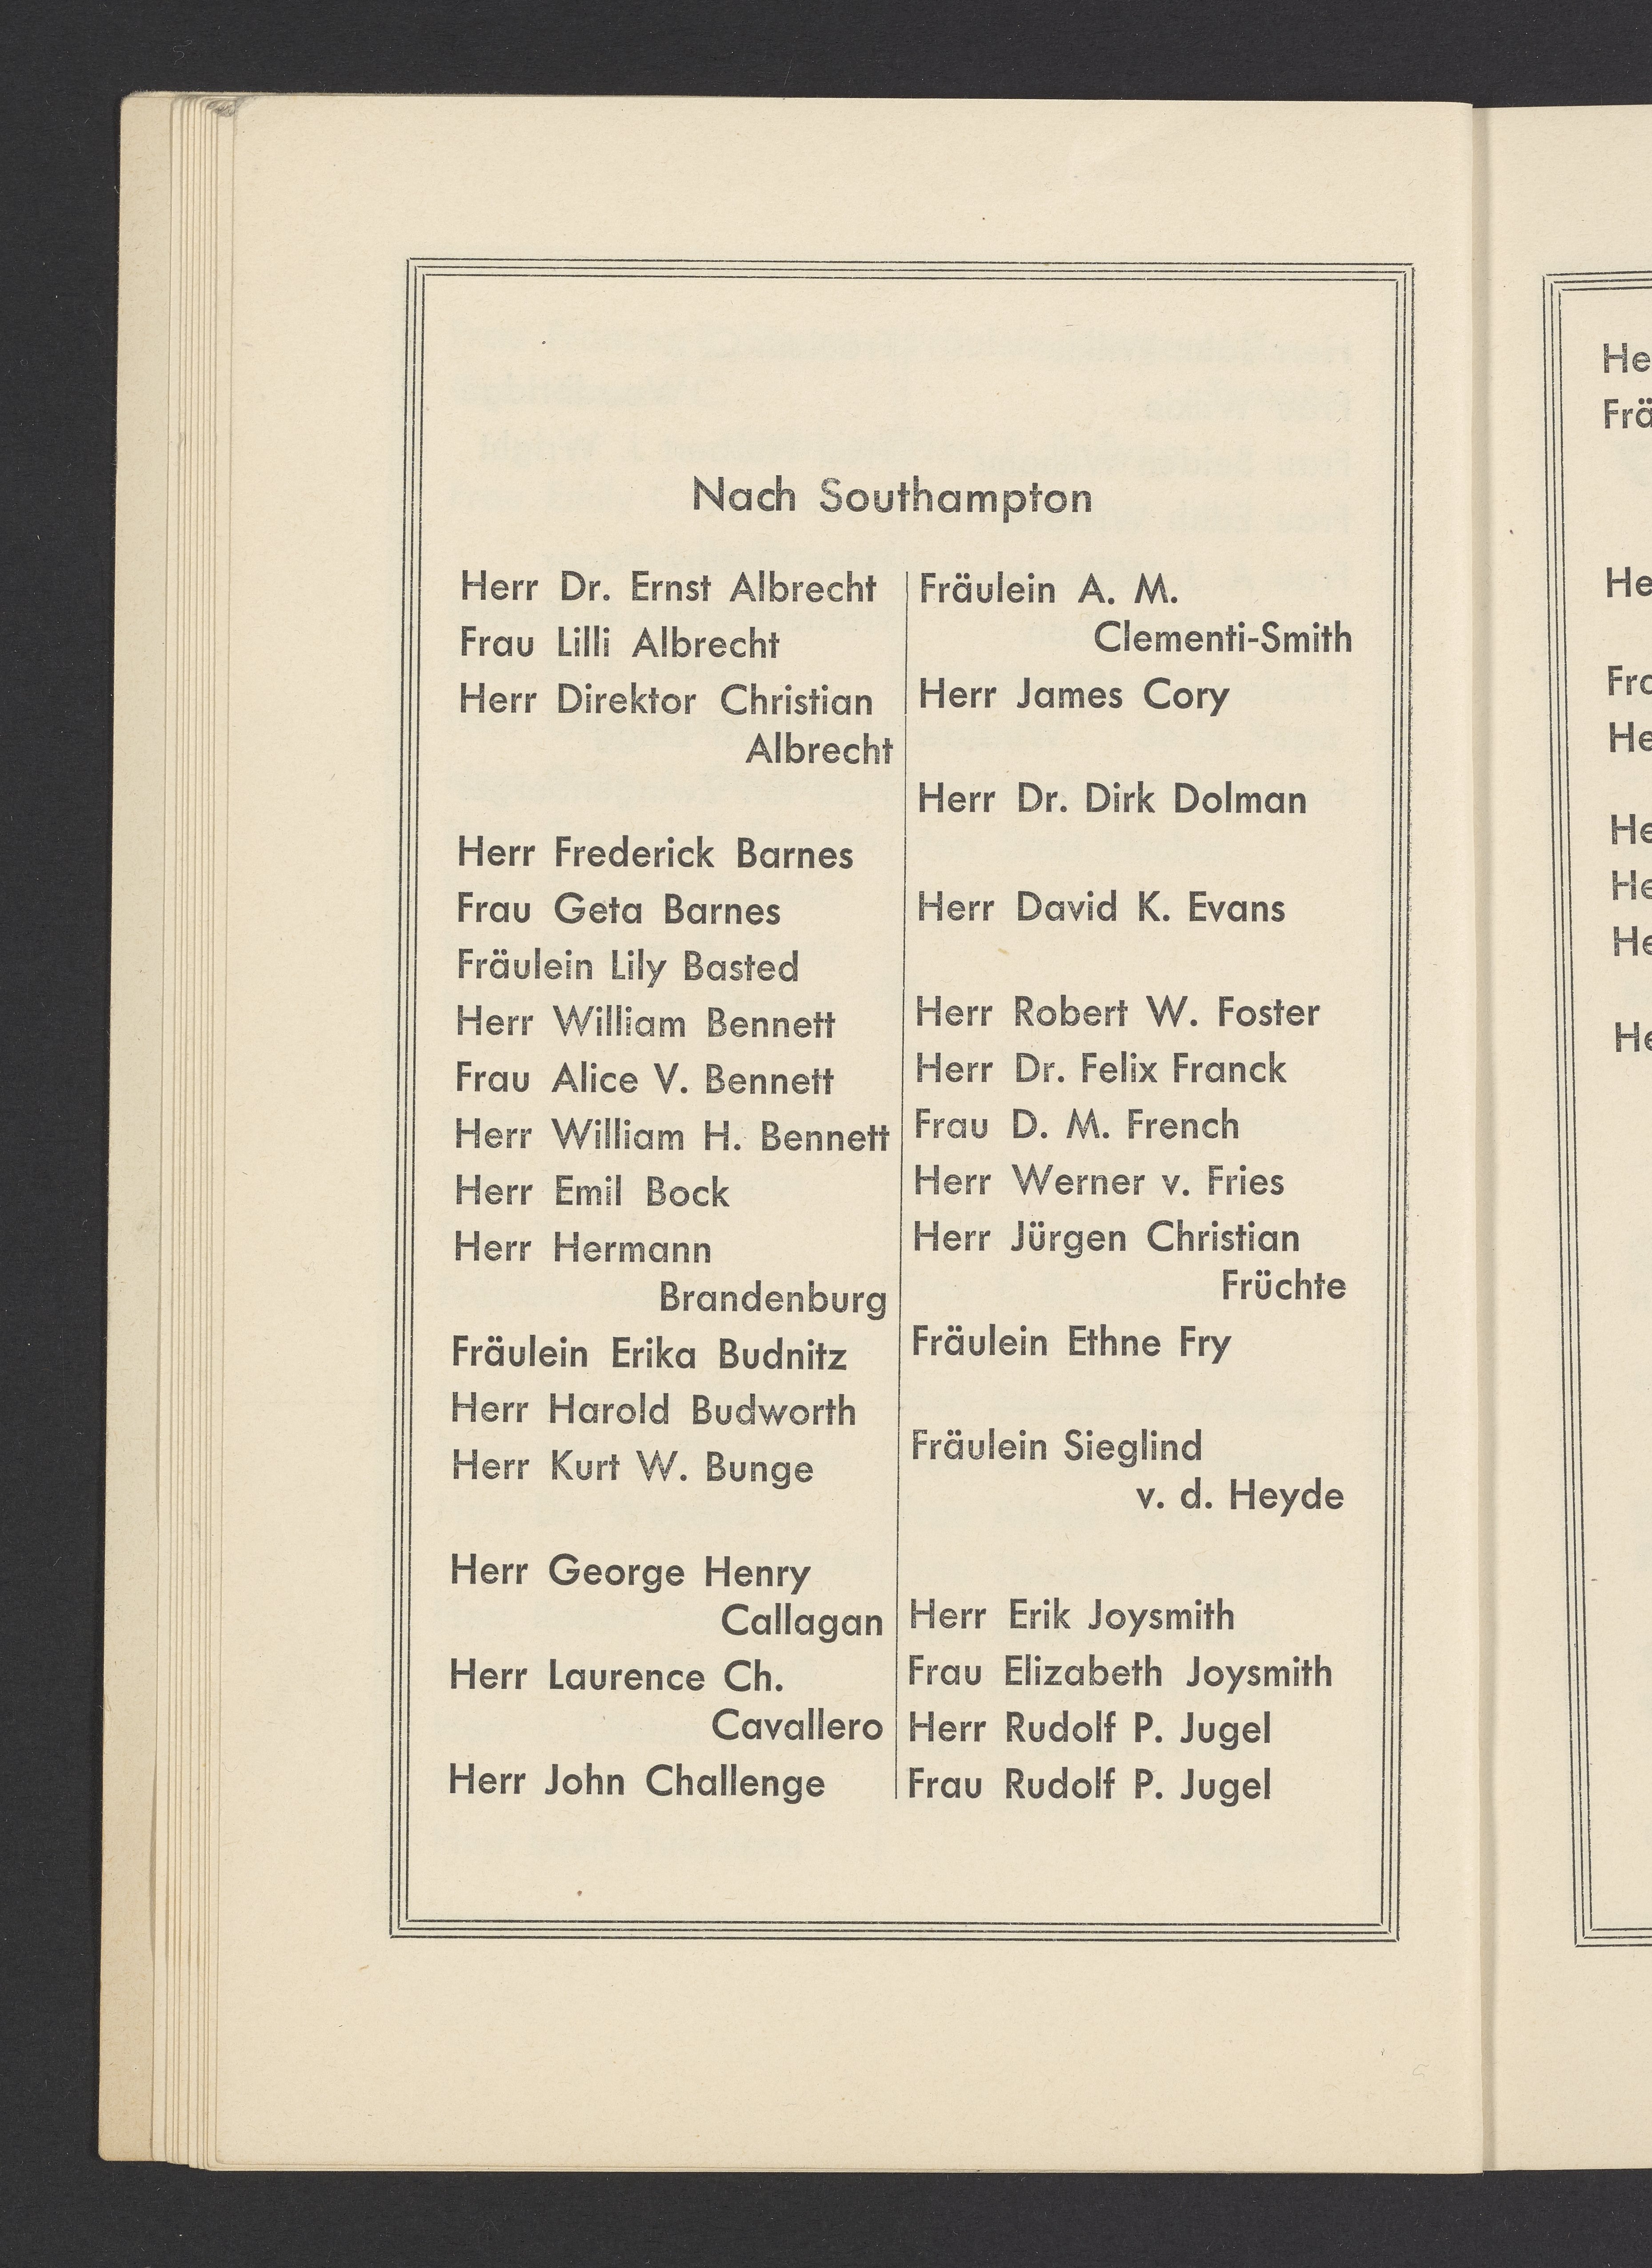 Nach Southampton
Herr Dr. Ernst Albrecht
Frau Lilli Albrecht
Herr Direktor Christian
Albrecht
Herr Frederick Barnes
Frau Geta Barnes
Fräulein Lily Basted
Herr William Bennett
Frau Alice V. Bennett
Herr William H. Bennett
Herr Emil Bock
Herr Hermann
Brandenburg
Fräulein Erika Budnitz
Herr Harold Budworth
Herr Kurt W. Bunge
Herr George Henry
Callagan
Herr Laurence Ch.
Cavallero
Herr John Challenge
Fräulein A. M.
Clementi-Smith
Herr James Cory
Herr Dr. Dirk Dolman
Herr David K. Evans
Herr Robert W. Foster
Herr Dr. Felix Franck
Frau D. M. French
Herr Werner v. Fries
Herr Jürgen Christian
Früchte
Fräulein Ethne Fry
Fräulein Sieglind
v. d. Heyde
Herr Erik Joysmith
Frau Elizabeth Joysmith
Herr Rudolf P. Jugel
Frau Rudolf P. Jugel